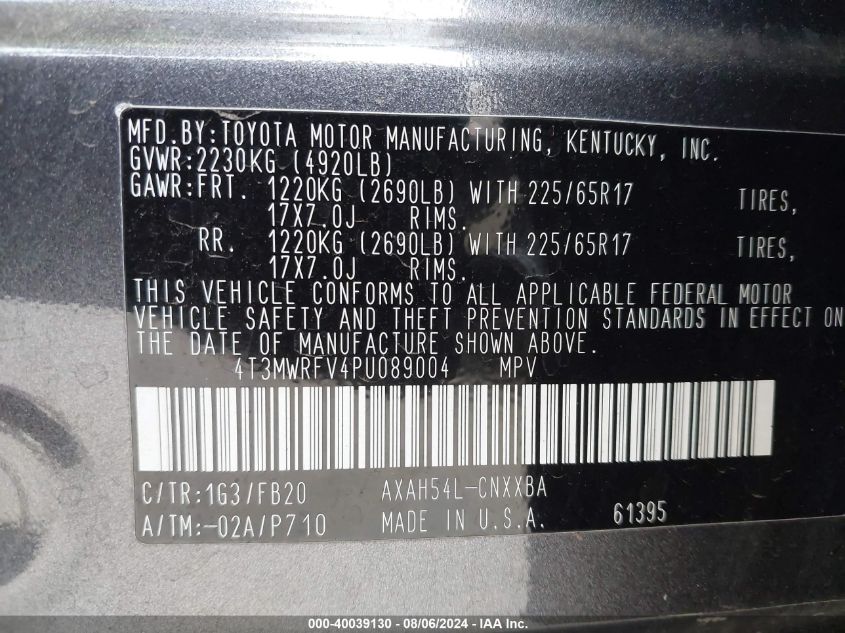 MFD.BY:TOYOTA MOTOR MANUFACTURING, KENTUCKY, INC.
GVWR:2230KG (4920LB)
GAWR:FRT. 1220KG (2690LB) WITH 225/65R17 TIRES,
17X7.0J RIMS.
RR. 1220KG (2690LB) WITH 225/65R17 TIRES,
17X7.0J RIMS.
THIS VEHICLE CONFORMS TO ALL APPLICABLE FEDERAL MOTOR
VEHICLE SAFETY AND THEFT PREVENTION STANDARDS IN EFFECT ON
THE DATE OF MANUFACTURE SHOWN ABOVE.
4T3MWRFV4PU089004 MPV
C/TR:1G3/FB20 AXAH54L-CNXXBA
A/TM:-02A/P710 MADE IN U.S.A. 61395
000-40039130 - 08/06/2024 - IAA Inc.